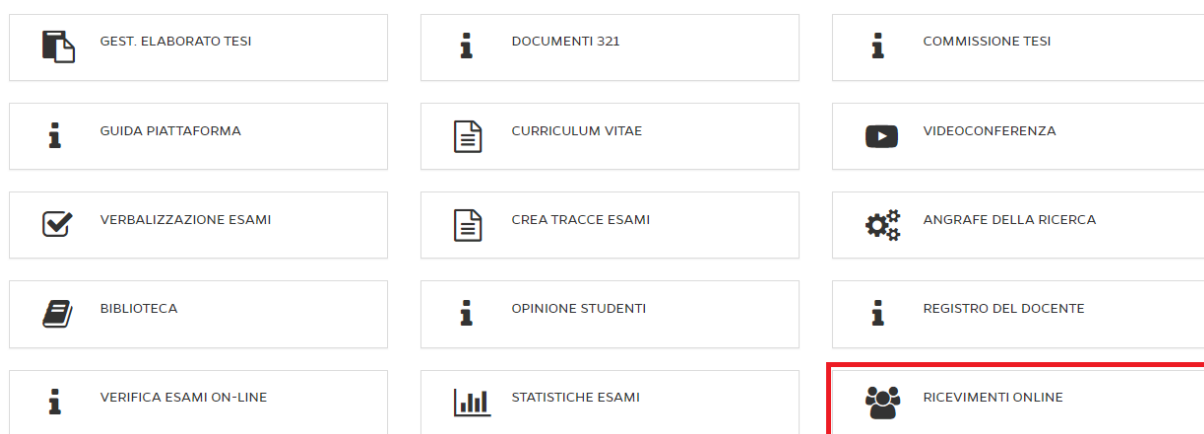 GEST. ELABORATO TESI
DOCUMENTI 321
COMMISSIONE TESI
GUIDA PIATTAFORMA
CURRICULUM VITAE
VIDEOCONFERENZA
VERBALIZZAZIONE ESAMI
CREA TRACCE ESAMI
ANGRAFE DELLA RICERCA
BIBLIOTECA
OPINIONE STUDENTI
REGISTRO DEL DOCENTE
VERIFICA ESAMI ON-LINE
STATISTICHE ESAMI
RICEVIMENTI ONLINE